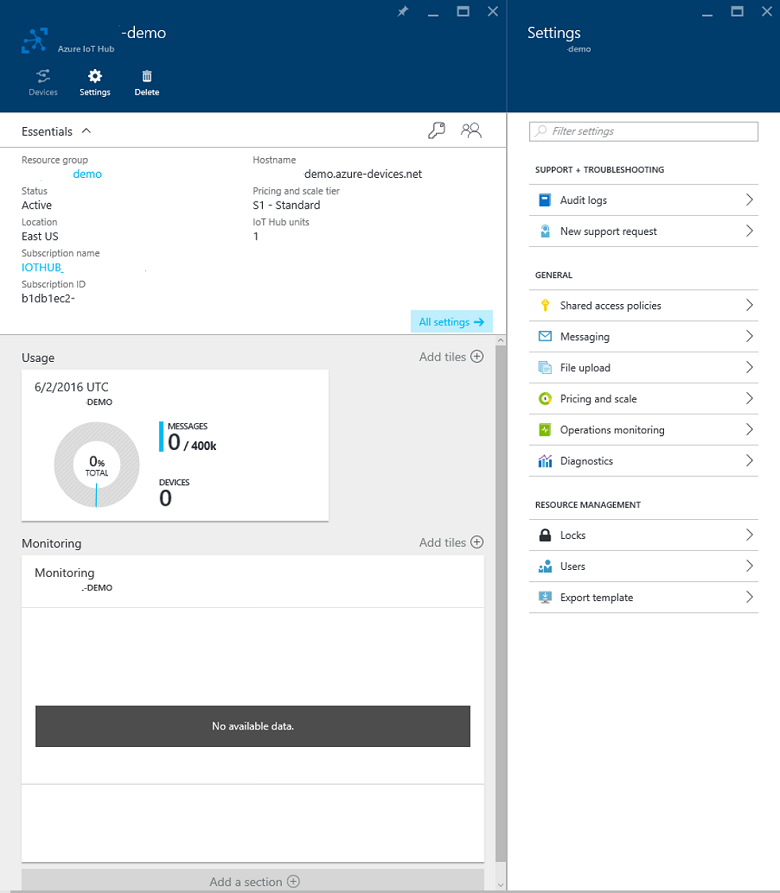 -demo
Azure IoT Hub
Devices
Settings
Delete
Essentials
Resource group
demo
Status
Active
Location
East US
Subscription name
IOTHUB_
Subscription ID
b1db1ec2-
Hostname
demo.azure-devices.net
Pricing and scale tier
S1 - Standard
IoT Hub units
1
All settings
Usage
Add tiles
6/2/2016 UTC
-DEMO
0%
TOTAL
MESSAGES
0 / 400k
DEVICES
0
Monitoring
Add tiles
Monitoring
.-DEMO
No available data.
Add a section
Settings
-demo
Filter settings
SUPPORT + TROUBLESHOOTING
Audit logs
New support request
GENERAL
Shared access policies
Messaging
File upload
Pricing and scale
Operations monitoring
Diagnostics
RESOURCE MANAGEMENT
Locks
Users
Export template